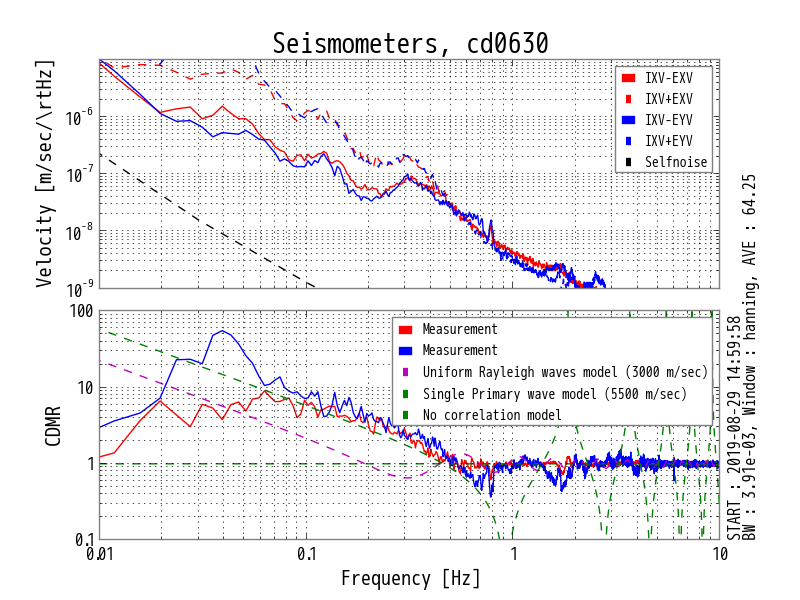 Seismometers, cd0630
Velocity [m/sec/\rtHz]
10^-6
10^-7
10^-8
10^-9
IXV-EXV
IXV+EXV
IXV-EYV
IXV+EYV
Selfnoise
CDMR
100
10
1
0.1
Measurement
Measurement
Uniform Rayleigh waves model (3000 m/sec)
Single Primary wave model (5500 m/sec)
No correlation model
0.01
0.1
1
10
Frequency [Hz]
START : 2019-08-29 14:59:58
BW : 3.91e-03, Window : hanning, AVE : 64.25